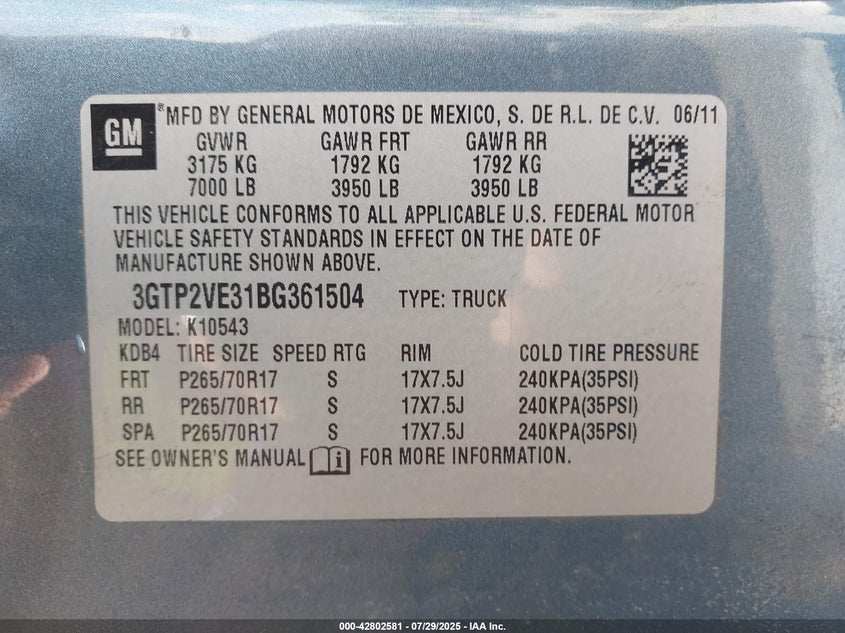 GM
® MFD BY GENERAL MOTORS DE MEXICO, S. DE R.L. DE C.V. 06/11
GVWR GAWR FRT GAWR RR
3175 KG 1792 KG 1792 KG
7000 LB 3950 LB 3950 LB
THIS VEHICLE CONFORMS TO ALL APPLICABLE U.S. FEDERAL MOTOR
VEHICLE SAFETY STANDARDS IN EFFECT ON THE DATE OF
MANUFACTURE SHOWN ABOVE.
3GTP2VE31BG361504 TYPE: TRUCK
MODEL: K10543
KDB4 TIRE SIZE SPEED RTG RIM COLD TIRE PRESSURE
FRT P265/70R17 S 17X7.5J 240KPA(35PSI)
RR P265/70R17 S 17X7.5J 240KPA(35PSI)
SPA P265/70R17 S 17X7.5J 240KPA(35PSI)
SEE OWNER'S MANUAL i FOR MORE INFORMATION.
000-42802581 - 07/29/2025 - IAA Inc.